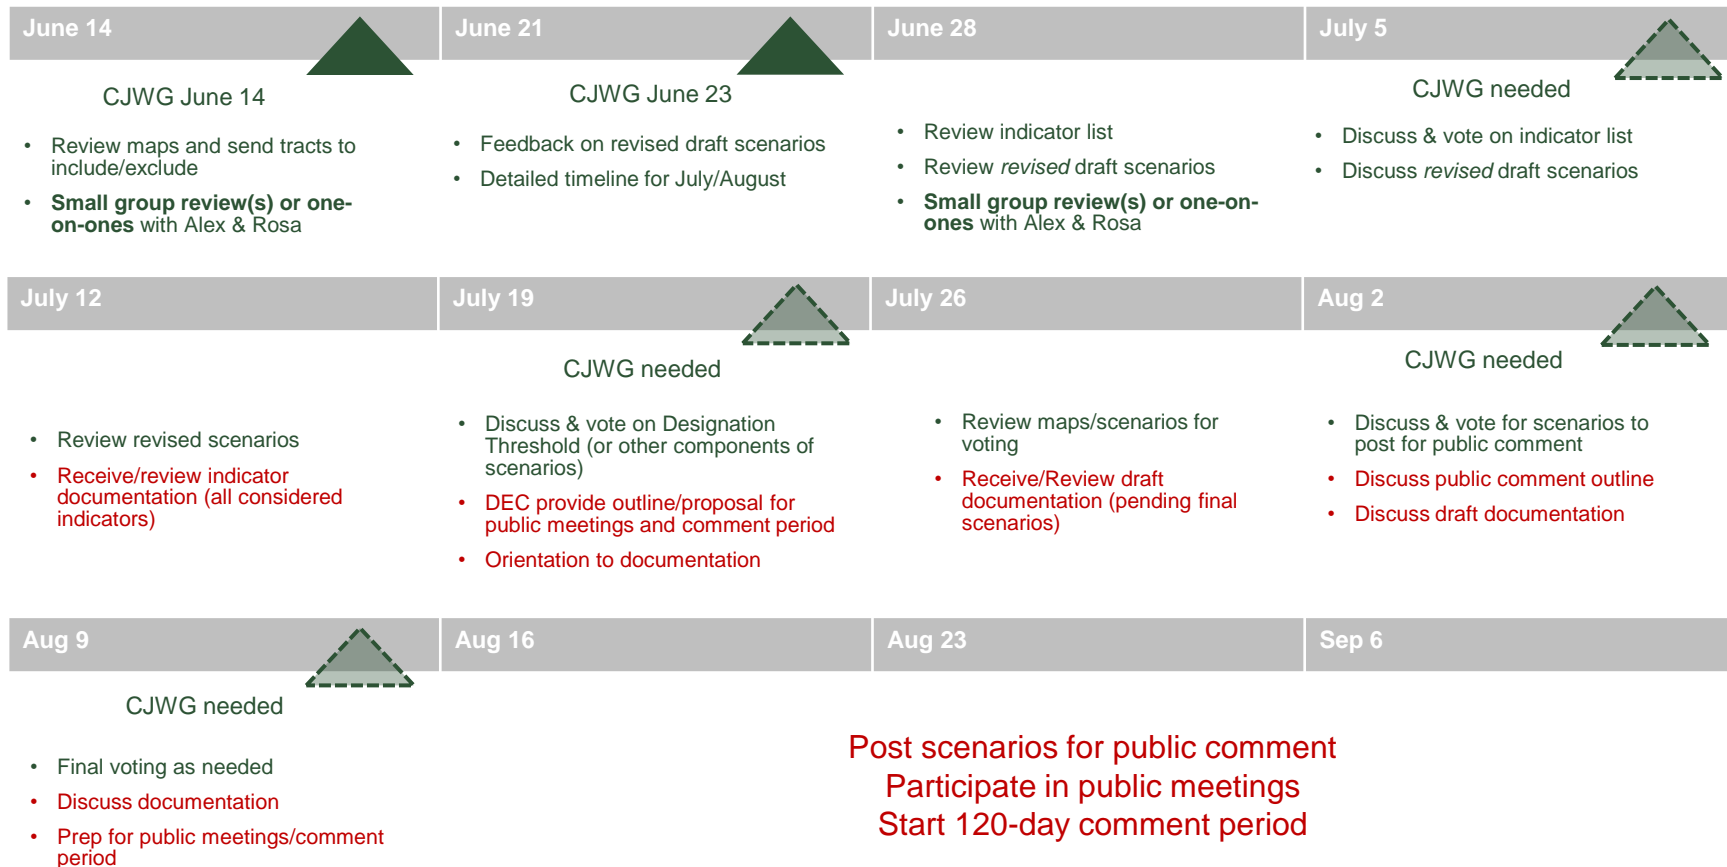 June 14
CJWG June 14
• Review maps and send tracts to
include/exclude
• Small group review(s) or one-
on-ones with Alex & Rosa
June 21
CJWG June 23
• Feedback on revised draft scenarios
• Detailed timeline for July/August
June 28
• Review indicator list
• Review revised draft scenarios
• Small group review(s) or one-on-
ones with Alex & Rosa
July 5
CJWG needed
• Discuss & vote on indicator list
• Discuss revised draft scenarios
July 12
• Review revised scenarios
• Receive/review indicator
documentation (all considered
indicators)
July 19
CJWG needed
• Discuss & vote on Designation
Threshold (or other components of
scenarios)
• DEC provide outline/proposal for
public meetings and comment period
• Orientation to documentation
July 26
• Review maps/scenarios for
voting
• Receive/Review draft
documentation (pending final
scenarios)
Aug 2
CJWG needed
• Discuss & vote for scenarios to
post for public comment
• Discuss public comment outline
• Discuss draft documentation
Aug 9
CJWG needed
• Final voting as needed
• Discuss documentation
• Prep for public meetings/comment
period
Aug 16
Aug 23
Sep 6
Post scenarios for public comment
Participate in public meetings
Start 120-day comment period